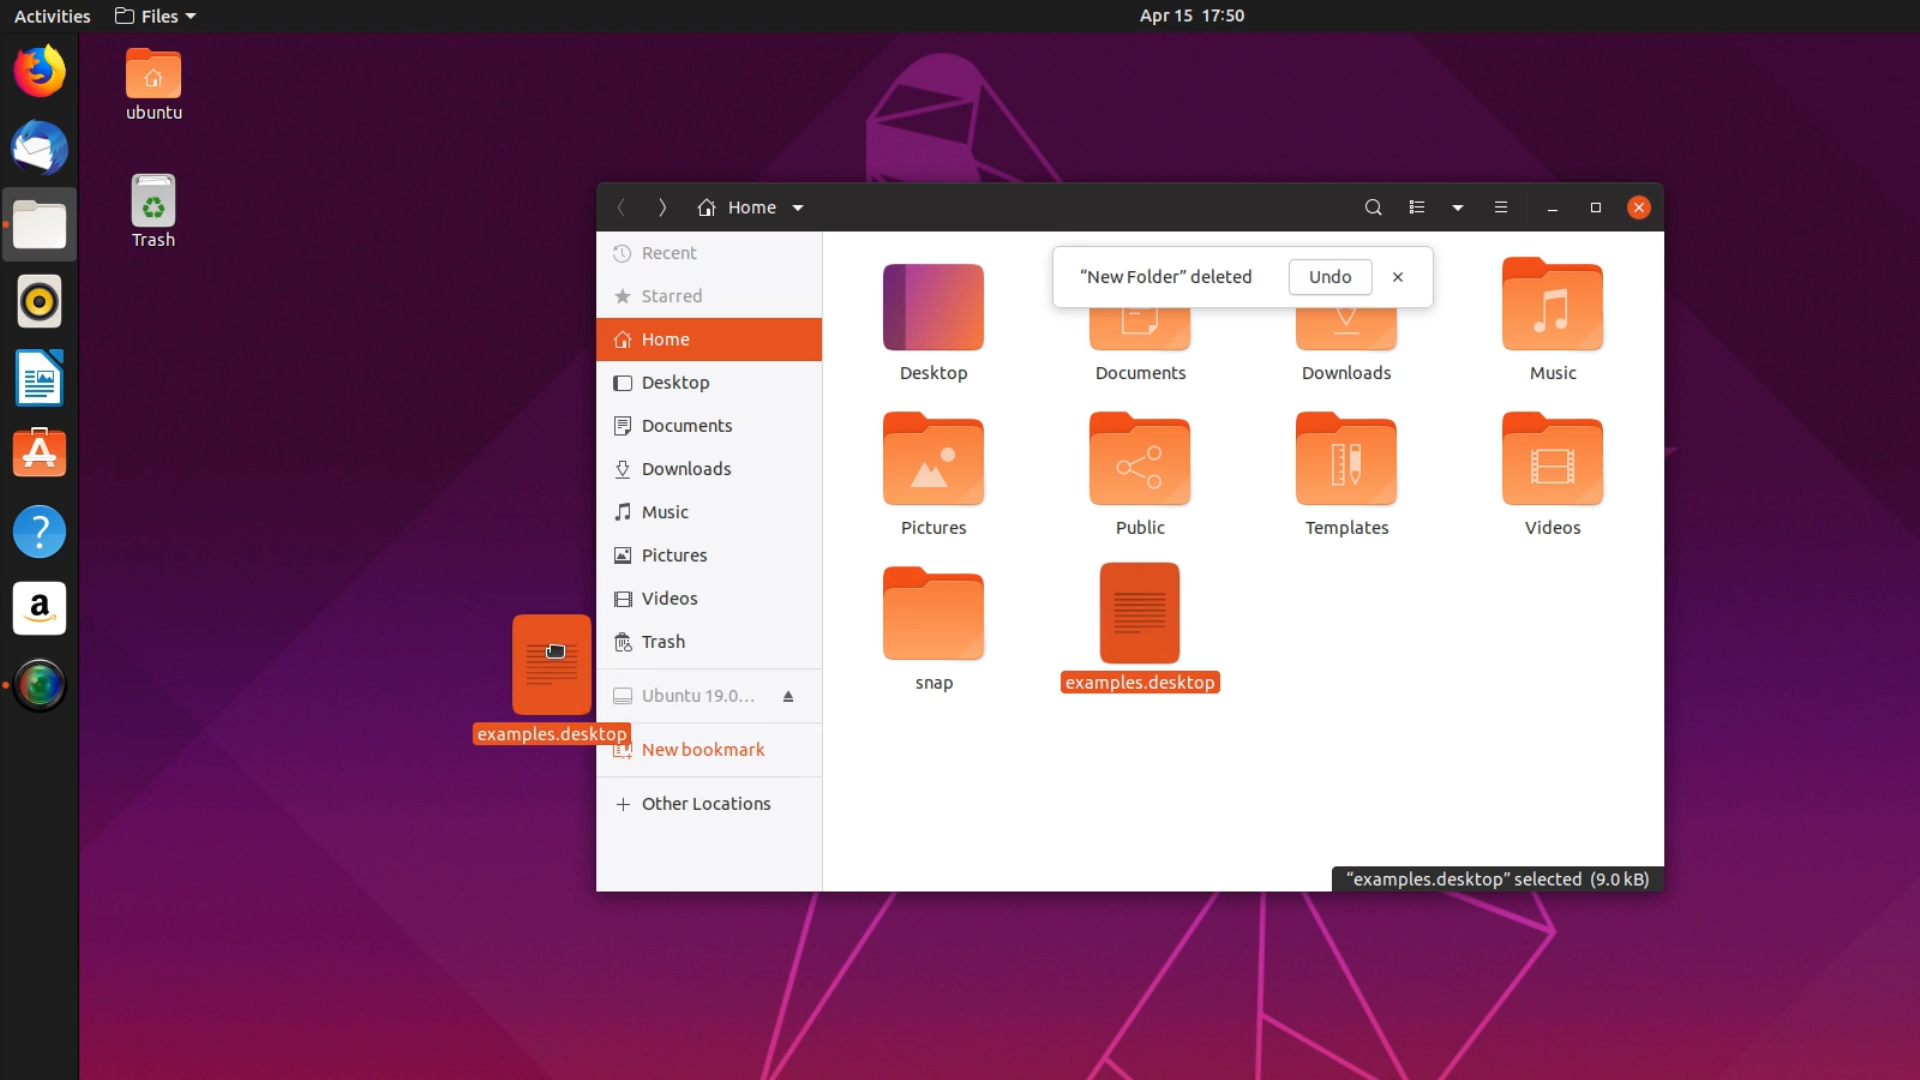 Activities Files Apr 15 17:50
ubuntu
Trash
Home
Recent
Starred
Home
Desktop
Documents
Downloads
Music
Pictures
Videos
Trash
Ubuntu 19.0…
New bookmark
Other Locations
“New Folder” deleted Undo
Desktop Documents Downloads Music
Pictures Public Templates Videos
snap examples.desktop
examples.desktop
“examples.desktop” selected (9.0 kB)